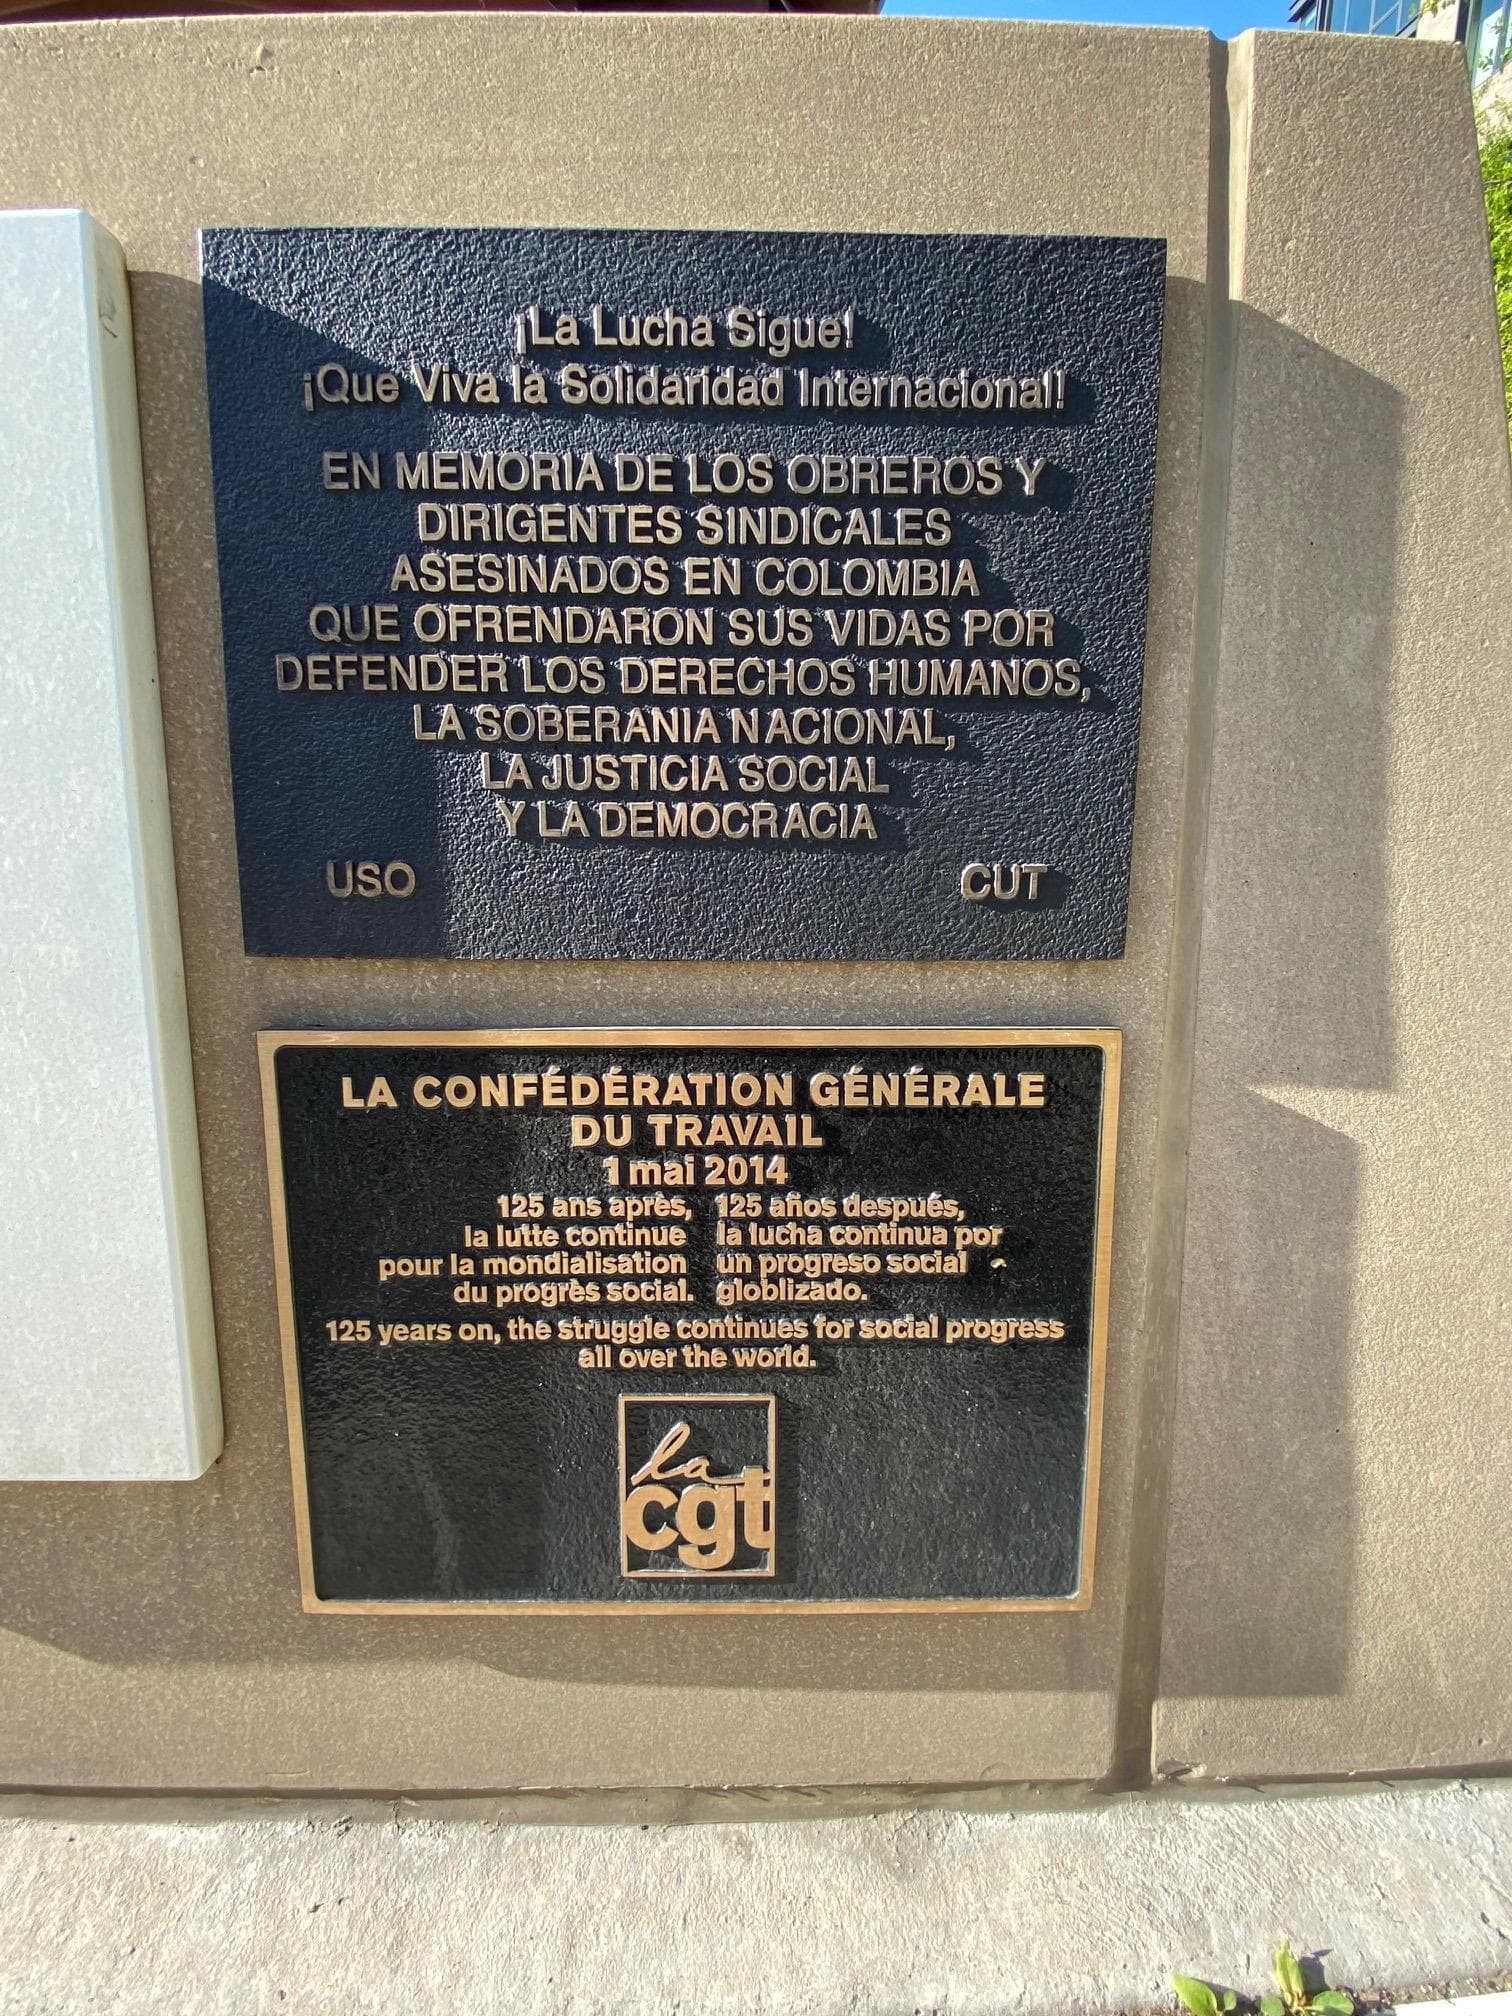 ¡La Lucha Sigue!
¡Que Viva la Solidaridad Internacional!
EN MEMORIA DE LOS OBREROS Y
DIRIGENTES SINDICALES
ASESINADOS EN COLOMBIA
QUE OFRENDARON SUS VIDAS POR
DEFENDER LOS DERECHOS HUMANOS,
LA SOBERANIA NACIONAL,
LA JUSTICIA SOCIAL
Y LA DEMOCRACIA
USO CUT
LA CONFÉDÉRATION GÉNÉRALE
DU TRAVAIL
1 mai 2014
125 ans après,
la lutte continue
pour la mondialisation
du progrès social.
125 años después,
la lucha continua por
un progreso social
globlizado.
125 years on, the struggle continues for social progress
all over the world.
la
cgt